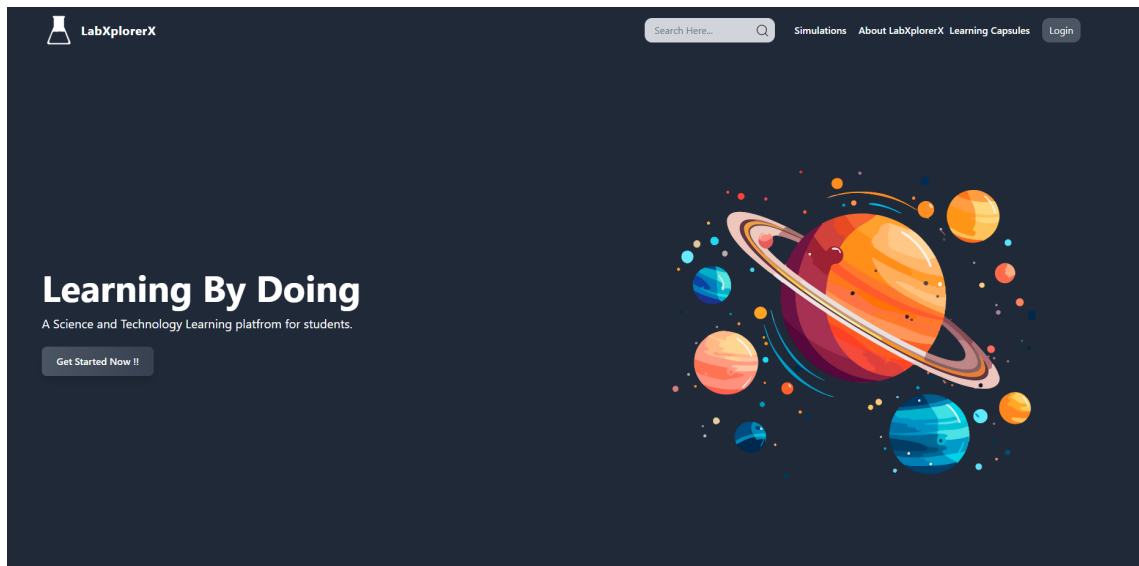 LabXplorerX
Search Here...
Simulations
About LabXplorerX
Learning Capsules
Login
Learning By Doing
A Science and Technology Learning platfrom for students.
Get Started Now !!